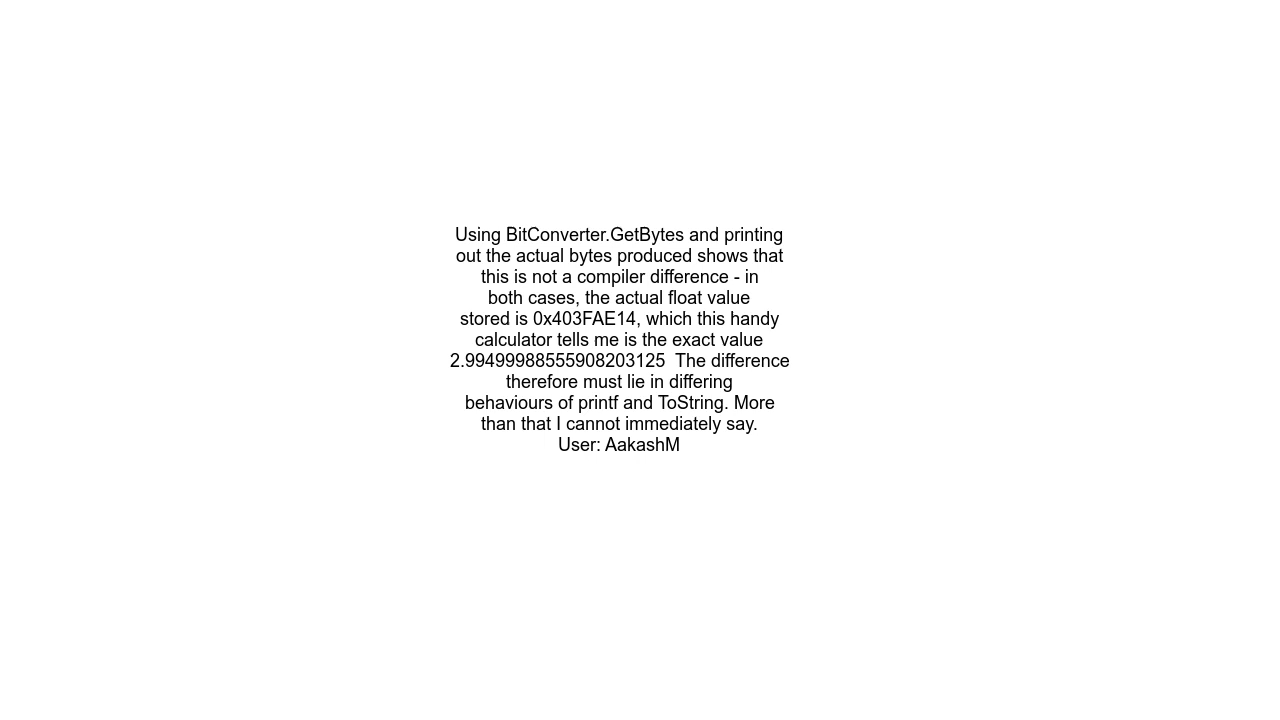 Using BitConverter.GetBytes and printing
out the actual bytes produced shows that
this is not a compiler difference - in
both cases, the actual float value
stored is 0x403FAE14, which this handy
calculator tells me is the exact value
2.99499988555908203125  The difference
therefore must lie in differing
behaviours of printf and ToString. More
than that I cannot immediately say.
User: AakashM